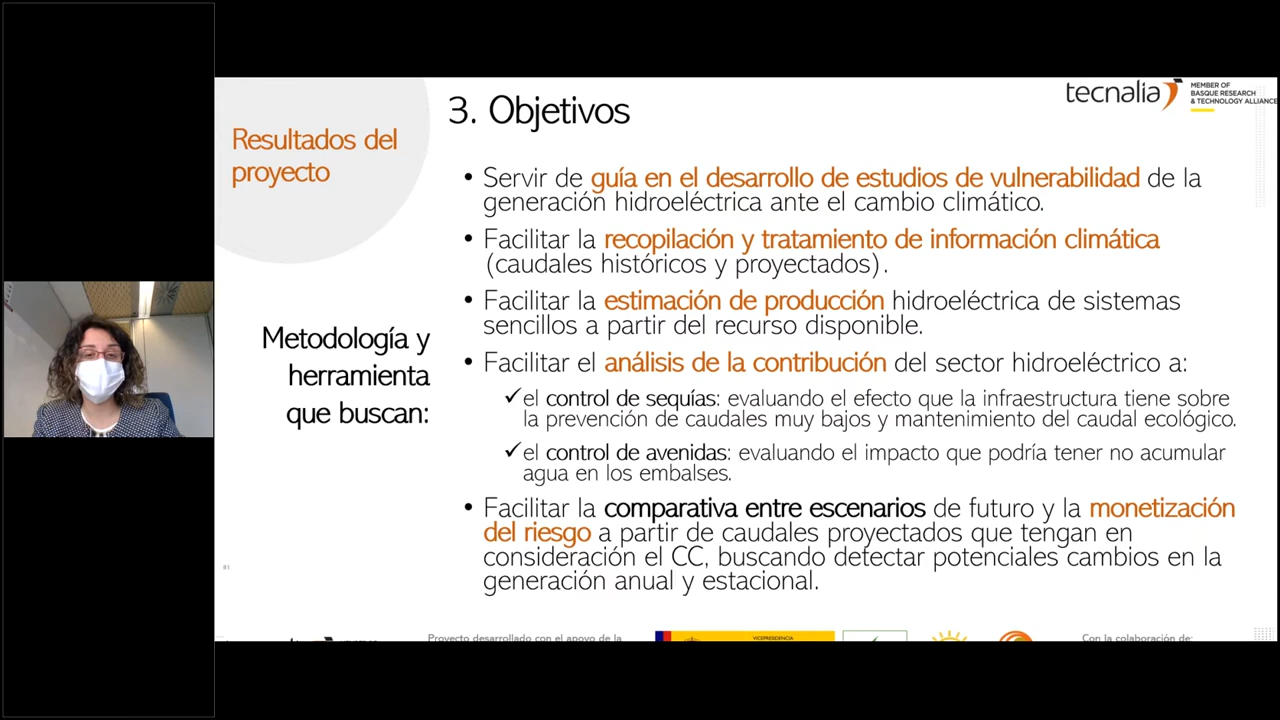 tecnalia
MEMBER OF
BASQUE RESEARCH
& TECHNOLOGY ALLIANCE
3. Objetivos
Resultados del
proyecto
Metodología y
herramienta
que buscan:
• Servir de guía en el desarrollo de estudios de vulnerabilidad de la
generación hidroeléctrica ante el cambio climático.
• Facilitar la recopilación y tratamiento de información climática
(caudales históricos y proyectados).
• Facilitar la estimación de producción hidroeléctrica de sistemas
sencillos a partir del recurso disponible.
• Facilitar el análisis de la contribución del sector hidroeléctrico a:
✓el control de sequías: evaluando el efecto que la infraestructura tiene sobre
la prevención de caudales muy bajos y mantenimiento del caudal ecológico.
✓el control de avenidas: evaluando el impacto que podría tener no acumular
agua en los embalses.
• Facilitar la comparativa entre escenarios de futuro y la monetización
del riesgo a partir de caudales proyectados que tengan en
consideración el CC, buscando detectar potenciales cambios en la
generación anual y estacional.
81
Proyecto desarrollado con el apoyo de la
VICEPRESIDENCIA
Con la colaboración de: